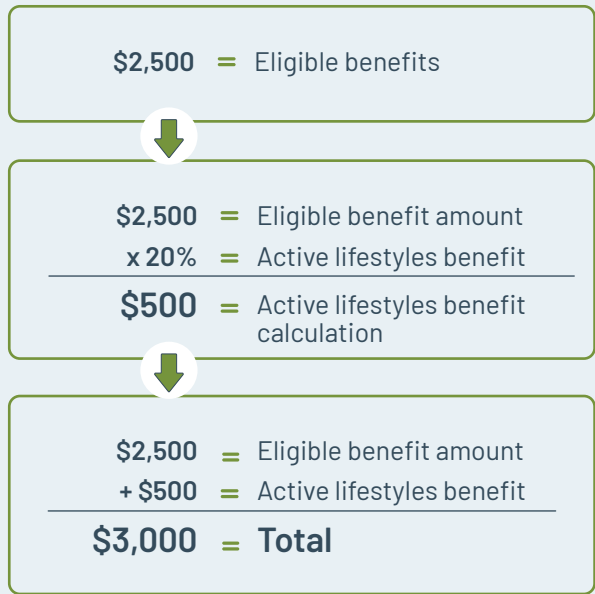 $2,500 = Eligible benefits
$2,500 = Eligible benefit amount
x 20% = Active lifestyles benefit
$500 = Active lifestyles benefit
calculation
$2,500 = Eligible benefit amount
+ $500 = Active lifestyles benefit
$3,000 = Total